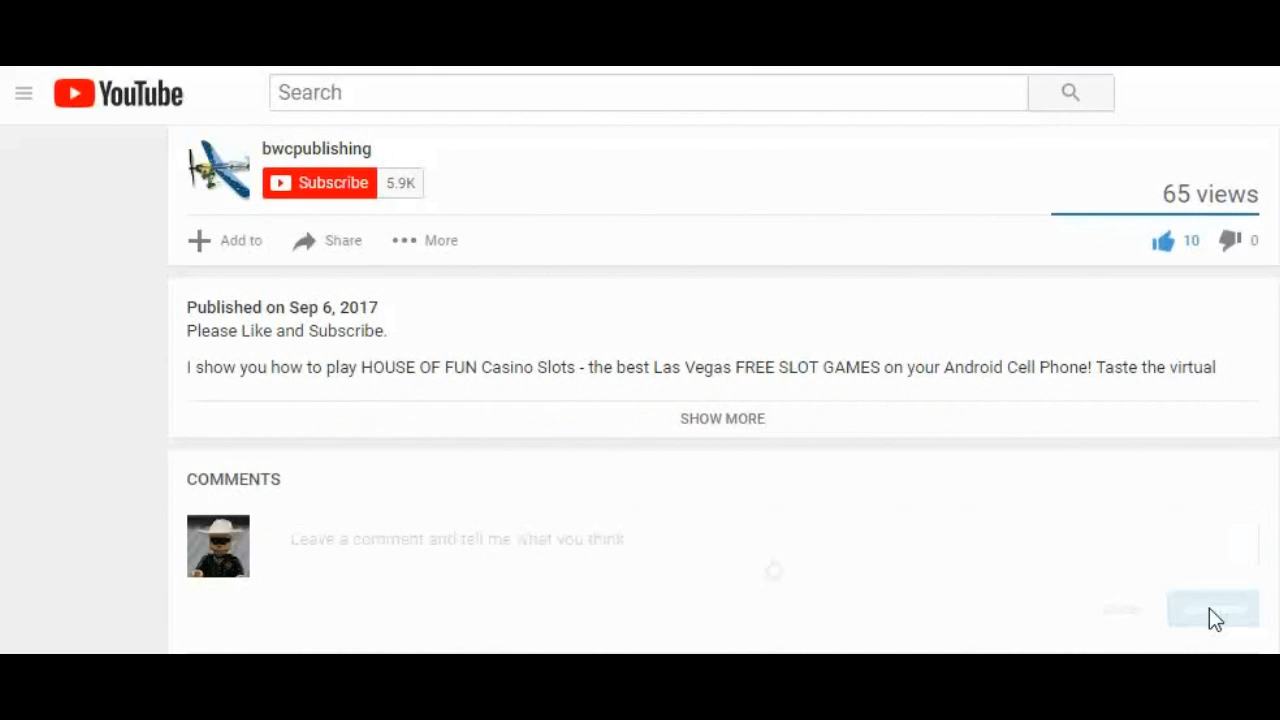 YouTube
Search
bwcpublishing
Subscribe 5.9K
65 views
Add to Share More 10 0
Published on Sep 6, 2017
Please Like and Subscribe.
I show you how to play HOUSE OF FUN Casino Slots - the best Las Vegas FREE SLOT GAMES on your Android Cell Phone! Taste the virtual
SHOW MORE
COMMENTS
Leave a comment and tell me what you think